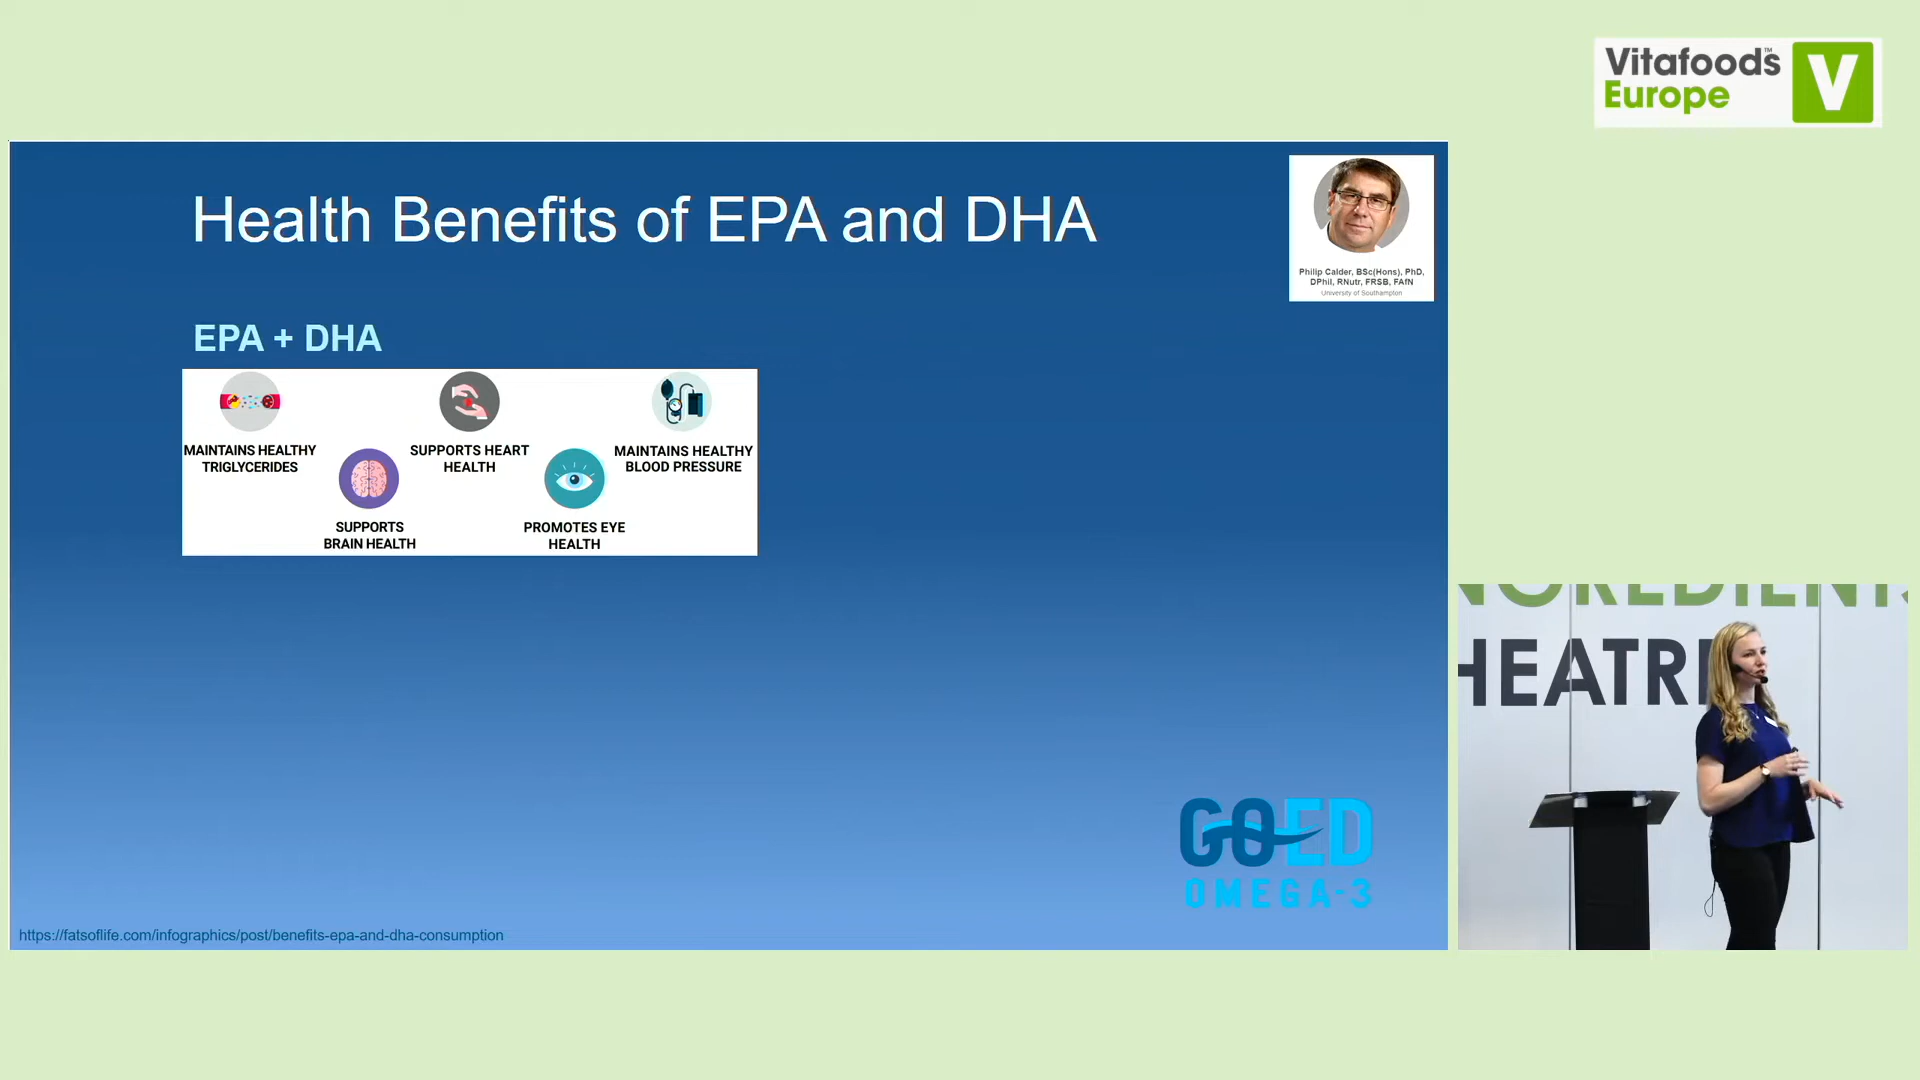 Vitafoods™
Europe
V
Health Benefits of EPA and DHA
Philip Calder, BSc(Hons), PhD,
DPhil, RNutr, FRSB, FAfN
University of Southampton
EPA + DHA
MAINTAINS HEALTHY
TRIGLYCERIDES
SUPPORTS HEART
HEALTH
MAINTAINS HEALTHY
BLOOD PRESSURE
SUPPORTS
BRAIN HEALTH
PROMOTES EYE
HEALTH
NGREDIENTS
HEATRE
GOED
OMEGA-3
https://fatsoflife.com/infographics/post/benefits-epa-and-dha-consumption